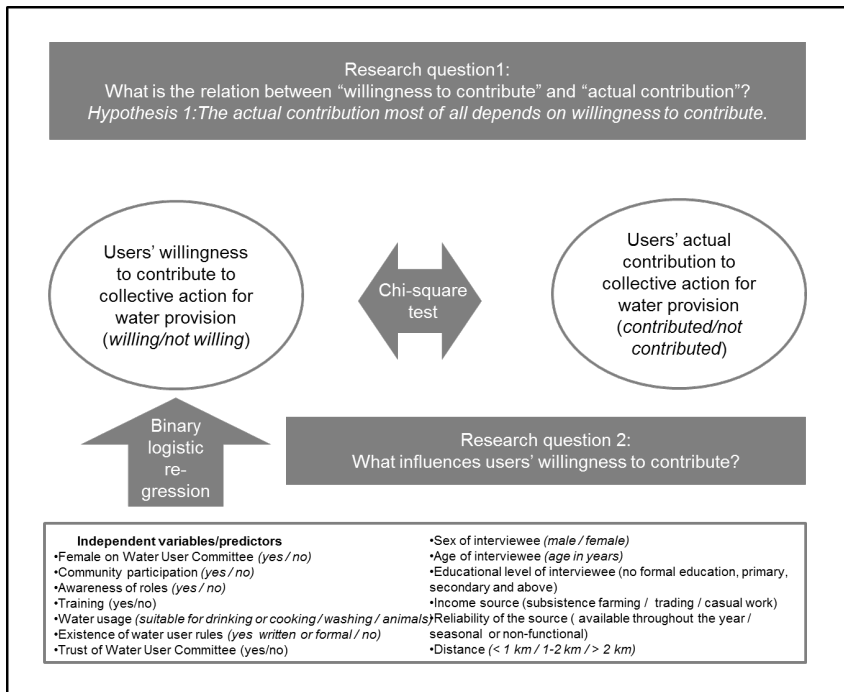 Research question1:
What is the relation between “willingness to contribute” and “actual contribution”?
Hypothesis 1:The actual contribution most of all depends on willingness to contribute.
Users’ willingness
to contribute to
collective action for
water provision
(willing/not willing)
Chi-square
test
Users’ actual
contribution to
collective action for
water provision
(contributed/not
contributed)
Binary
logistic
re-
gression
Research question 2:
What influences users’ willingness to contribute?
Independent variables/predictors
•Female on Water User Committee (yes / no)
•Community participation (yes / no)
•Awareness of roles (yes / no)
•Training (yes/no)
•Water usage (suitable for drinking or cooking / washing / animals)
•Existence of water user rules (yes written or formal / no)
•Trust of Water User Committee (yes/no)
•Sex of interviewee (male / female)
•Age of interviewee (age in years)
•Educational level of interviewee (no formal education, primary,
secondary and above)
•Income source (subsistence farming / trading / casual work)
•Reliability of the source ( available throughout the year /
seasonal or non-functional)
•Distance (< 1 km / 1-2 km / > 2 km)